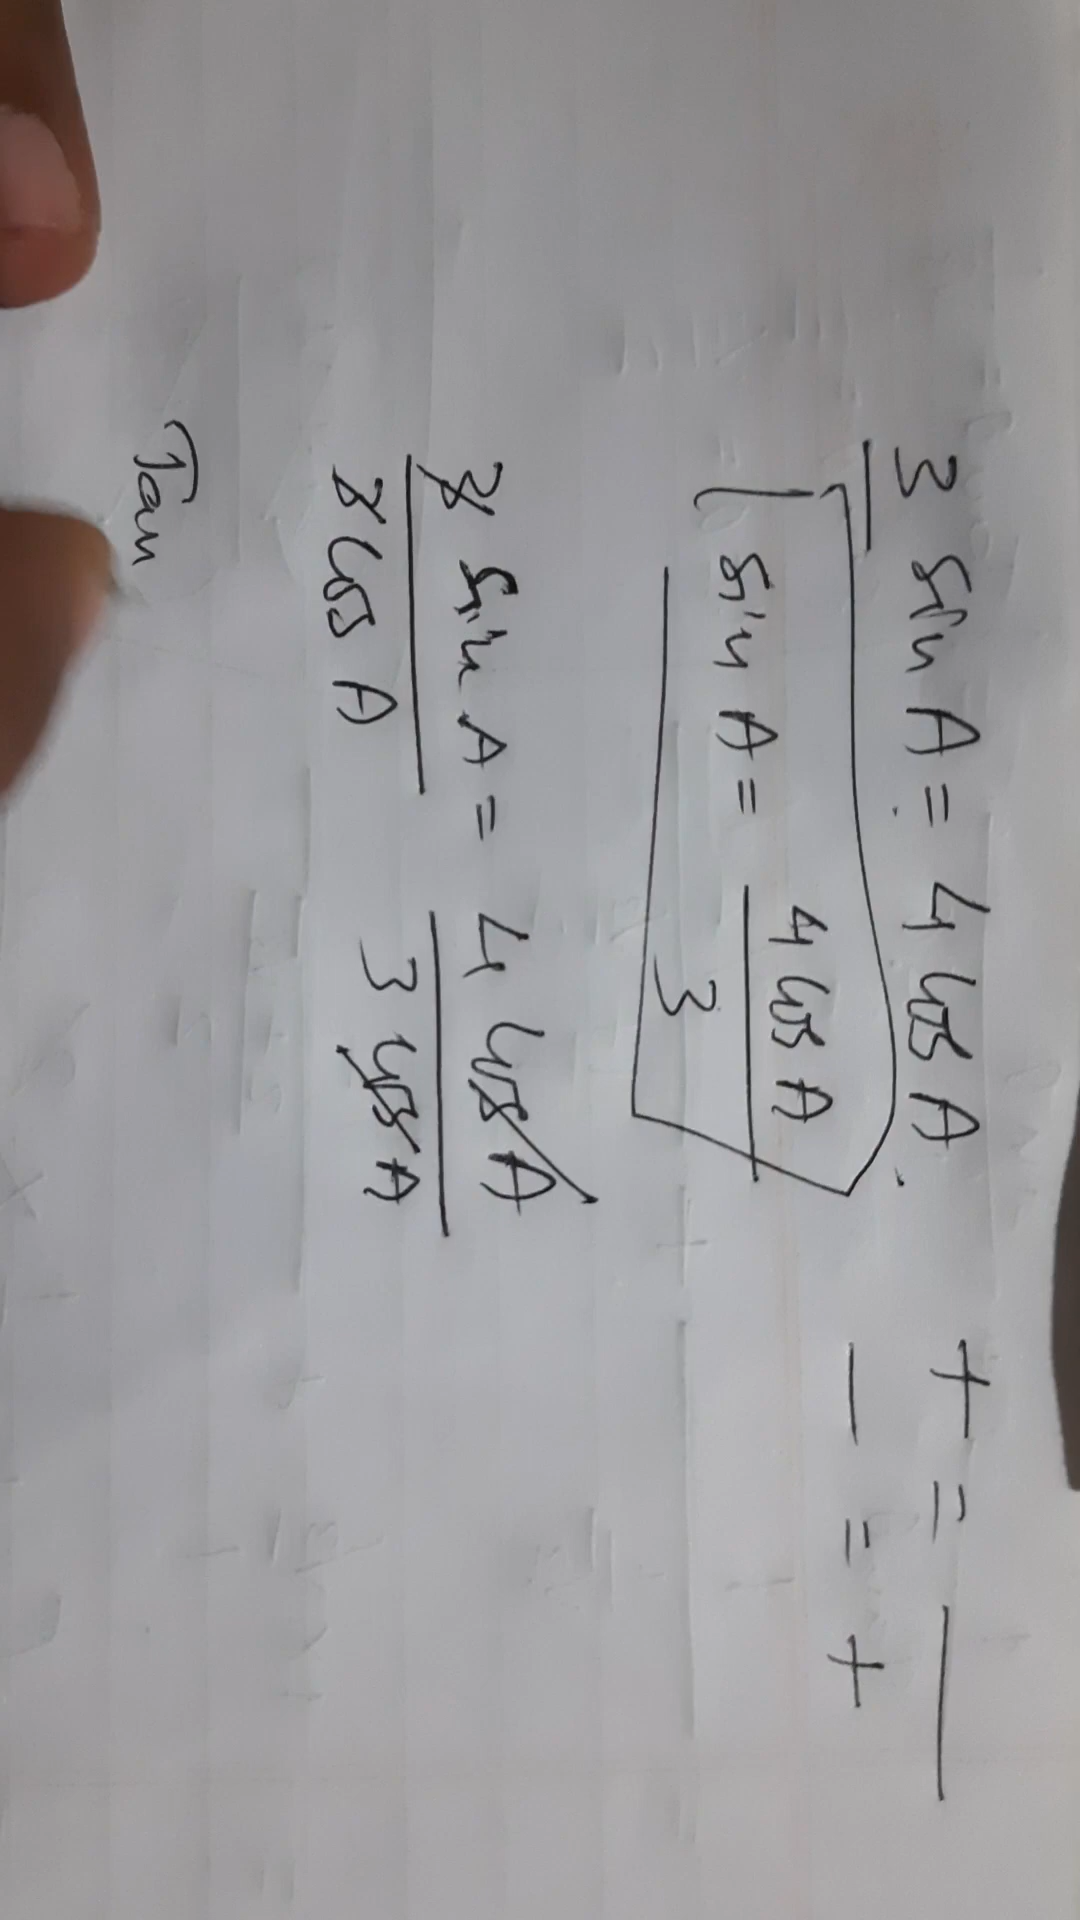 3 sin A = 4 cos A. + = —
sin A = 4 cos A / 3 — = +
3 sin A / 3 cos A = 4 cos A / 3 cos A
Tan